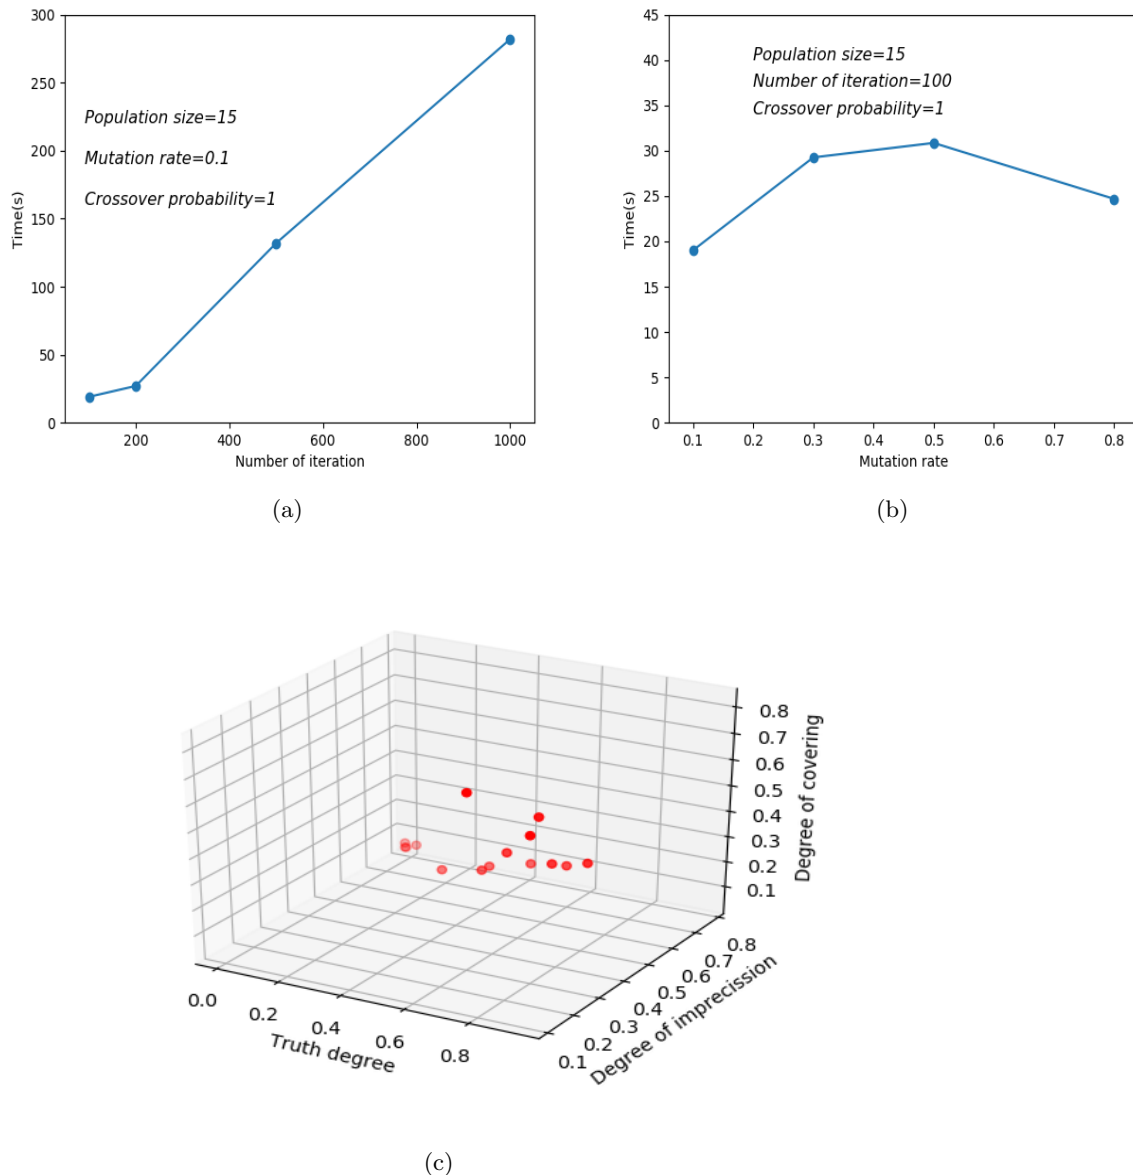 300
250
200
150
100
50
0
Time(s)
Population size=15
Mutation rate=0.1
Crossover probability=1
200 400 600 800 1000
Number of iteration
(a)
45
40
35
30
25
20
15
10
5
0
Time(s)
Population size=15
Number of iteration=100
Crossover probability=1
0.1 0.2 0.3 0.4 0.5 0.6 0.7 0.8
Mutation rate
(b)
0.8
0.7
0.6
0.5
0.4
0.3
0.2
0.1
Degree of covering
0.0 0.2 0.4 0.6 0.8
Truth degree
0.1 0.2 0.3 0.4 0.5 0.6 0.7 0.8
Degree of imprecission
(c)